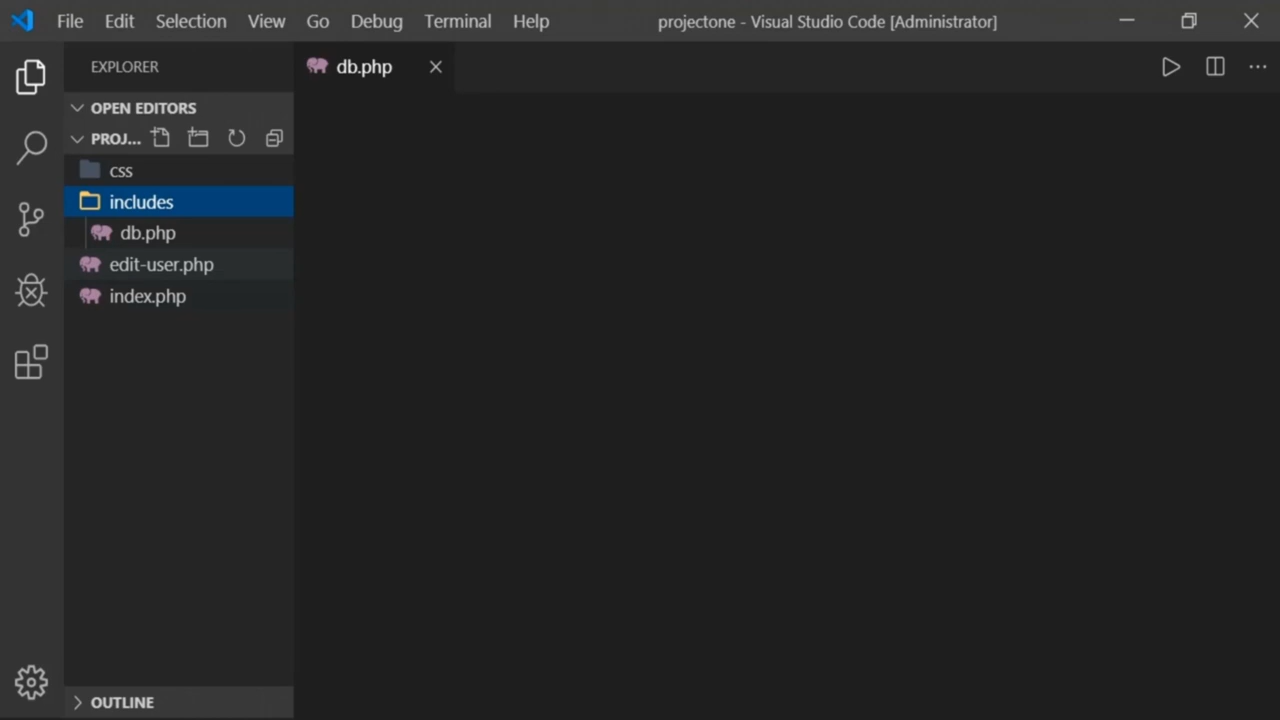 File Edit Selection View Go Debug Terminal Help projectone - Visual Studio Code [Administrator]
EXPLORER
db.php
OPEN EDITORS
PROJ...
css
includes
db.php
edit-user.php
index.php
OUTLINE